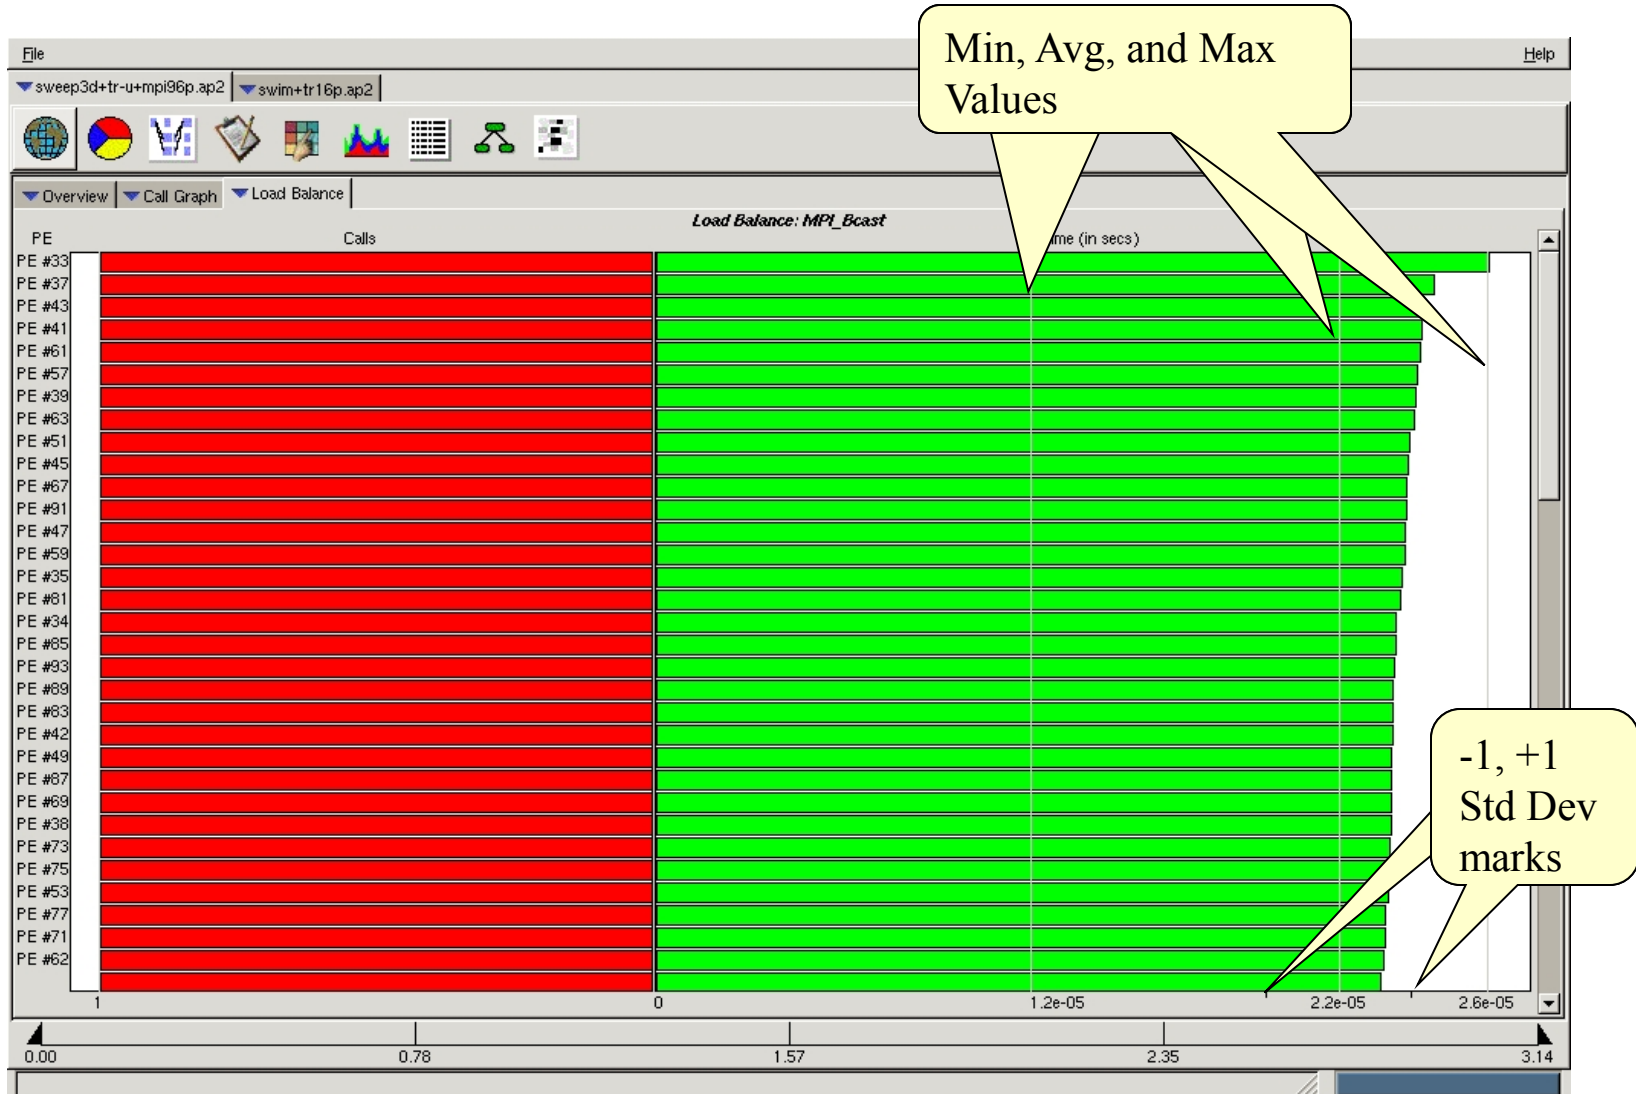 Min, Avg, and Max
Values
File
Help
sweep3d+tr-u+mpi96p.ap2
swim+tr16p.ap2
Overview
Call Graph
Load Balance
Load Balance: MPI_Bcast
PE
Calls
(in secs)
PE #33
PE #37
PE #43
PE #41
PE #61
PE #57
PE #39
PE #63
PE #51
PE #45
PE #67
PE #91
PE #47
PE #59
PE #35
PE #81
PE #34
PE #85
PE #93
PE #89
PE #83
PE #42
PE #49
PE #87
PE #69
PE #38
PE #73
PE #75
PE #53
PE #77
PE #71
PE #62
-1, +1
Std Dev
marks
1
0
1.2e-05
2.2e-05
2.6e-05
0.00
0.78
1.57
2.35
3.14